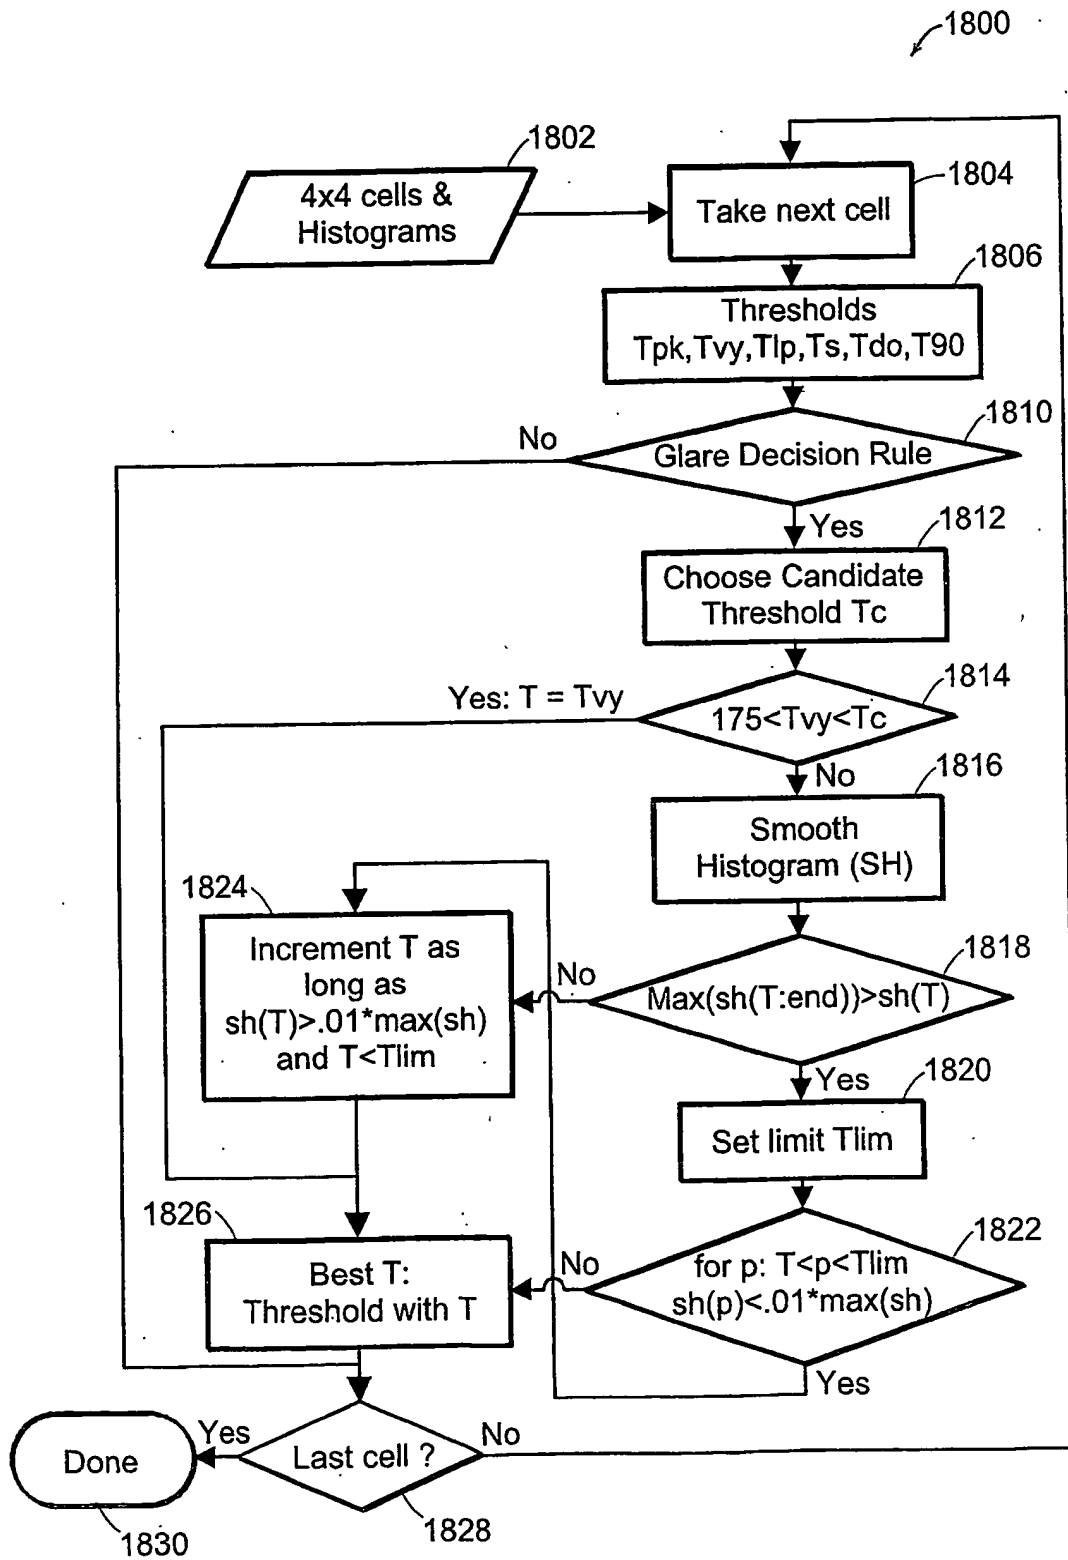 1800
1802
4x4 cells &
Histograms
1804
Take next cell
1806
Thresholds
Tpk,Tvy,Tlp,Ts,Tdo,T90
1810
No
Glare Decision Rule
Yes
1812
Choose Candidate
Threshold Tc
1814
Yes: T = Tvy
175<Tvy<Tc
No
1816
Smooth
Histogram (SH)
1824
Increment T as
long as
sh(T)>.01*max(sh)
and T<Tlim
1818
No
Max(sh(T:end))>sh(T)
Yes
1820
Set limit Tlim
1826
Best T:
Threshold with T
1822
No
for p: T<p<Tlim
sh(p)<.01*max(sh)
Yes
Yes
Done
Last cell ?
No
1828
1830